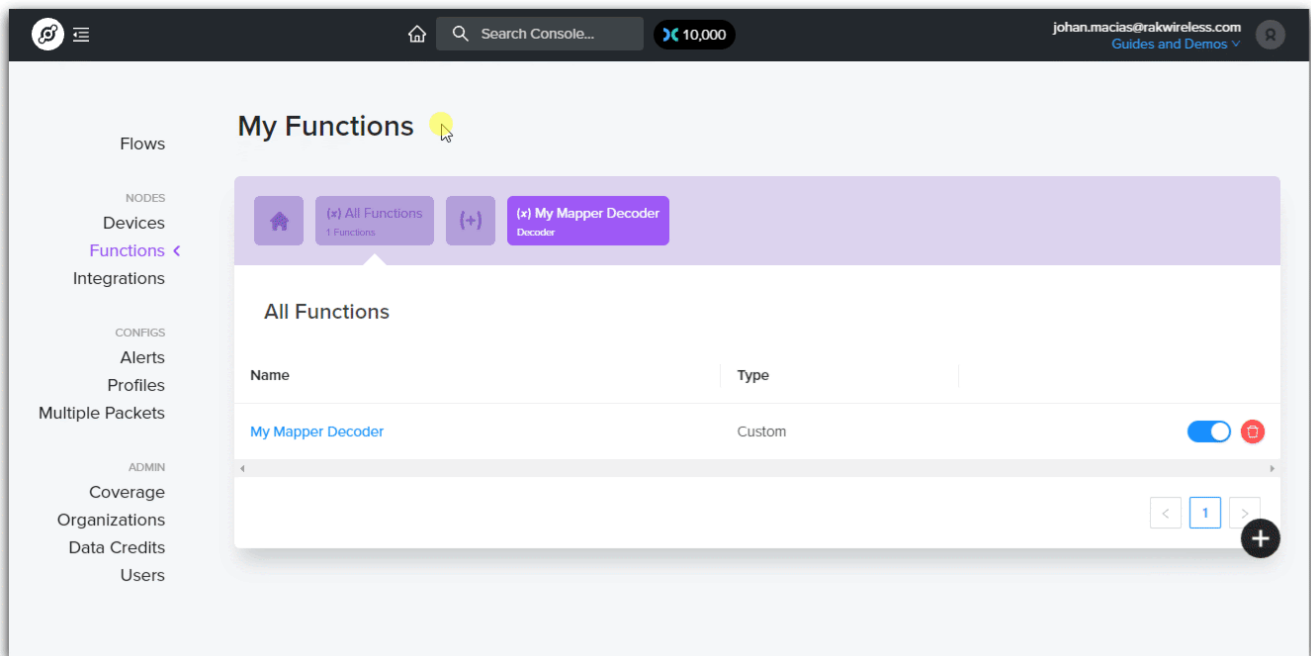 Search Console...
10,000
johan.macias@rakwireless.com
Guides and Demos
Flows
NODES
Devices
Functions
Integrations
CONFIGS
Alerts
Profiles
Multiple Packets
ADMIN
Coverage
Organizations
Data Credits
Users
My Functions
(x) All Functions
1 Functions
(+)
(x) My Mapper Decoder
Decoder
All Functions
Name Type
My Mapper Decoder Custom
< 1 >
+